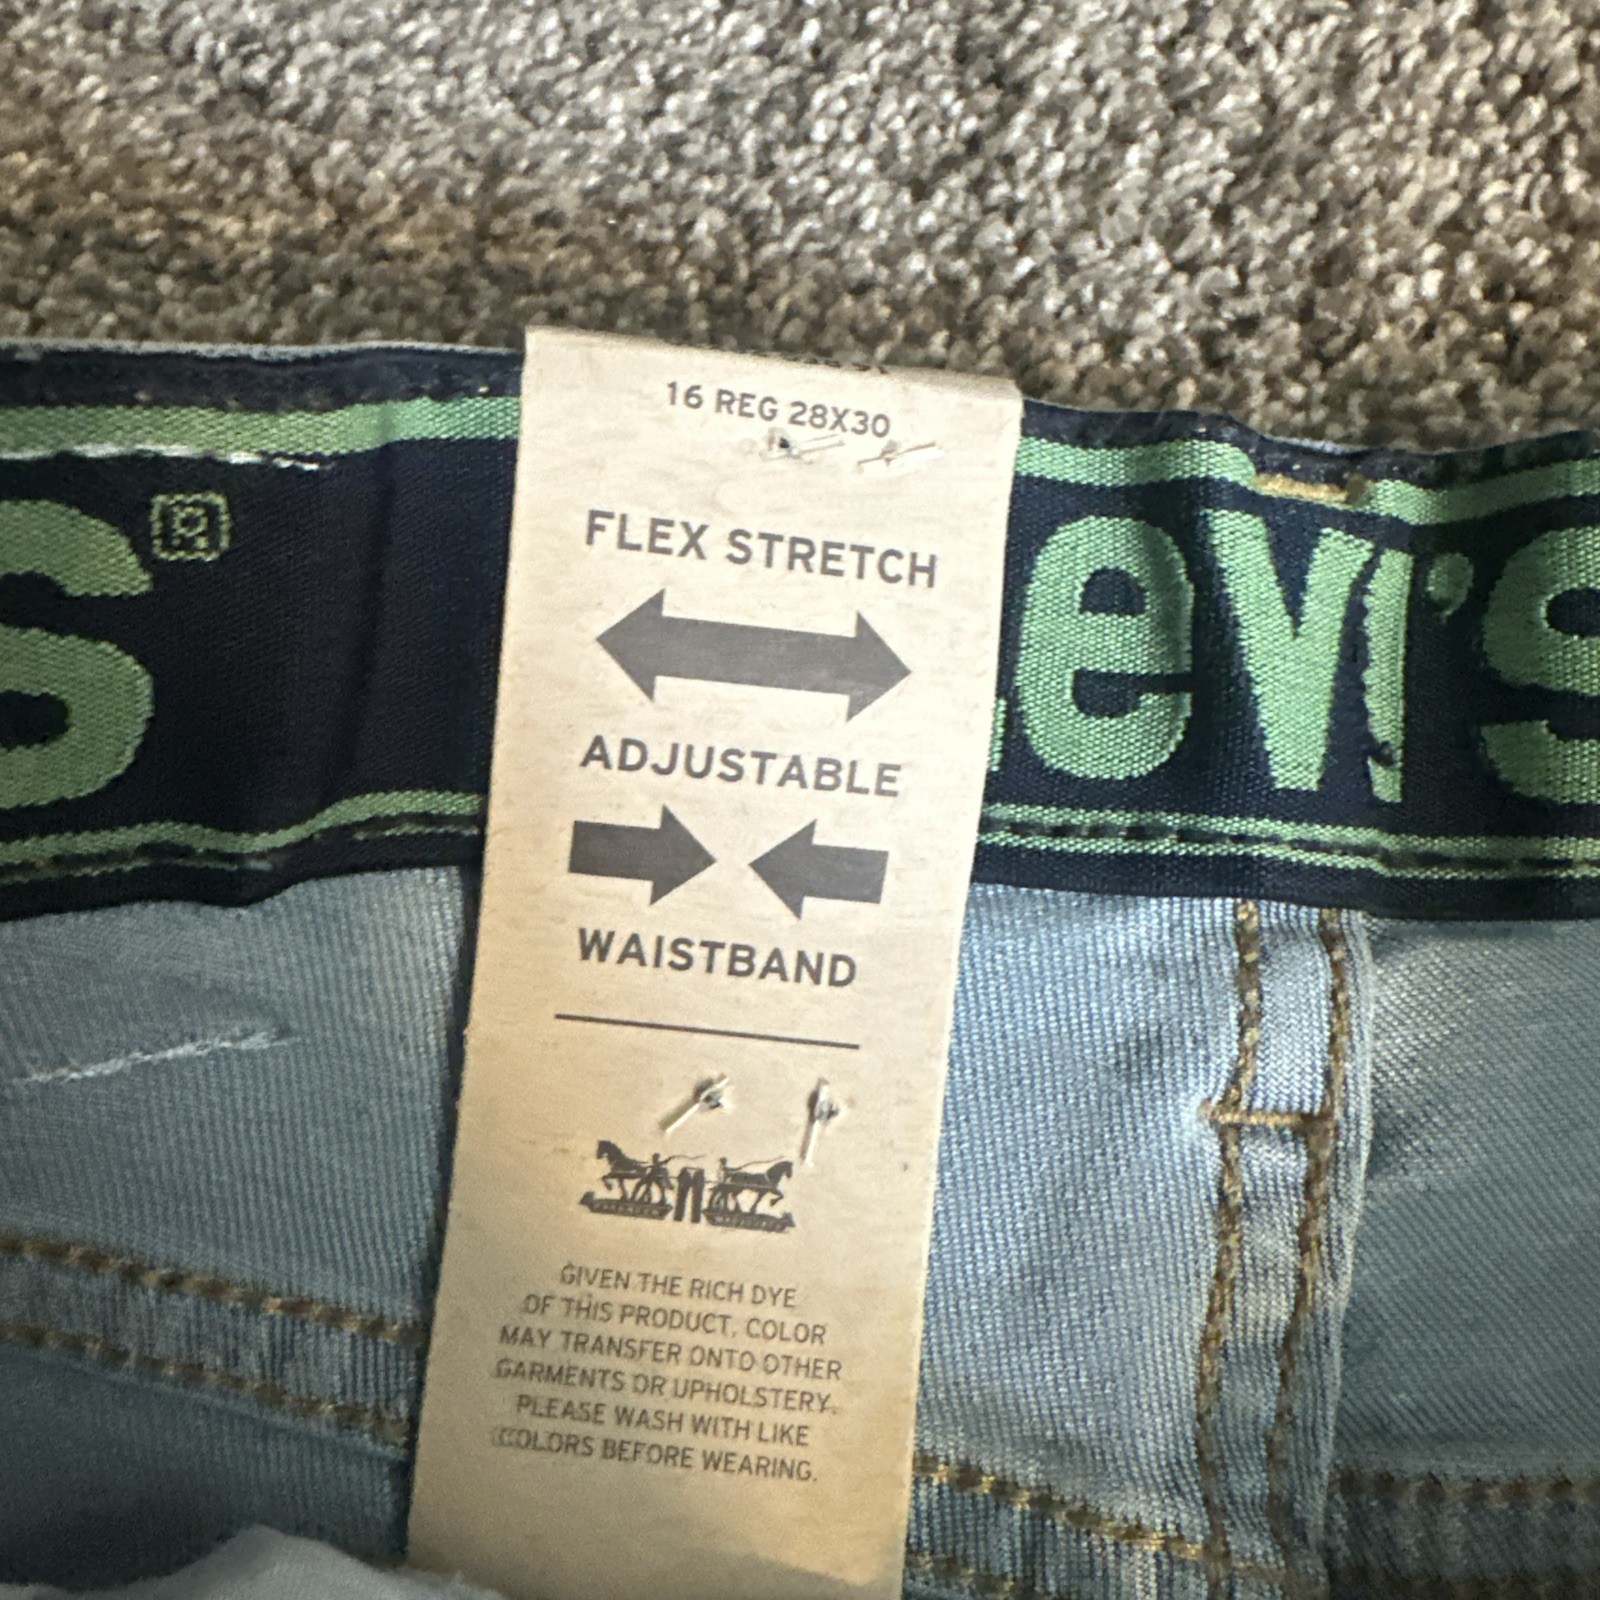 16 REG 28X30
FLEX STRETCH
ADJUSTABLE
WAISTBAND
GIVEN THE RICH DYE
OF THIS PRODUCT, COLOR
MAY TRANSFER ONTO OTHER
GARMENTS OR UPHOLSTERY.
PLEASE WASH WITH LIKE
COLORS BEFORE WEARING.
s®
Levi's